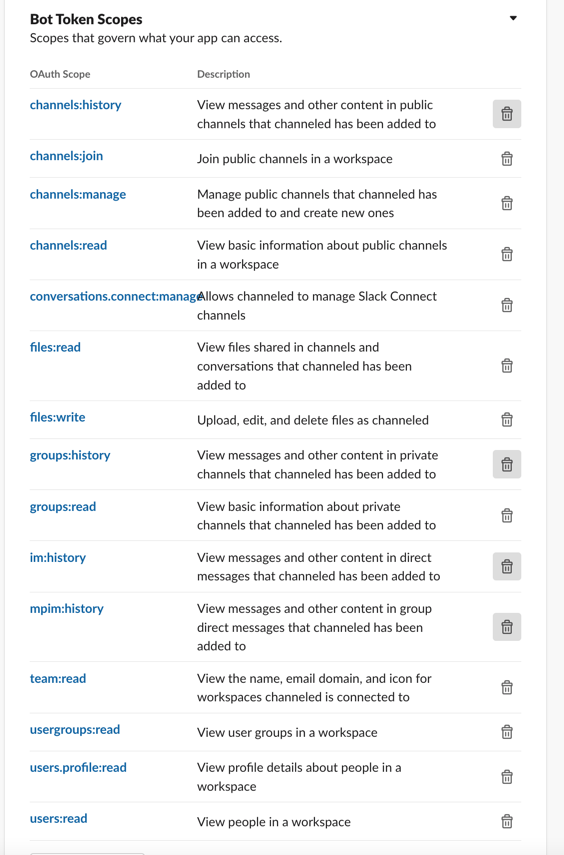 Bot Token Scopes
Scopes that govern what your app can access.
OAuth Scope Description
channels:history View messages and other content in public
channels that channeled has been added to
channels:join Join public channels in a workspace
channels:manage Manage public channels that channeled has
been added to and create new ones
channels:read View basic information about public channels
in a workspace
conversations.connect:manage Allows channeled to manage Slack Connect
channels
files:read View files shared in channels and
conversations that channeled has been
added to
files:write Upload, edit, and delete files as channeled
groups:history View messages and other content in private
channels that channeled has been added to
groups:read View basic information about private
channels that channeled has been added to
im:history View messages and other content in direct
messages that channeled has been added to
mpim:history View messages and other content in group
direct messages that channeled has been
added to
team:read View the name, email domain, and icon for
workspaces channeled is connected to
usergroups:read View user groups in a workspace
users.profile:read View profile details about people in a
workspace
users:read View people in a workspace